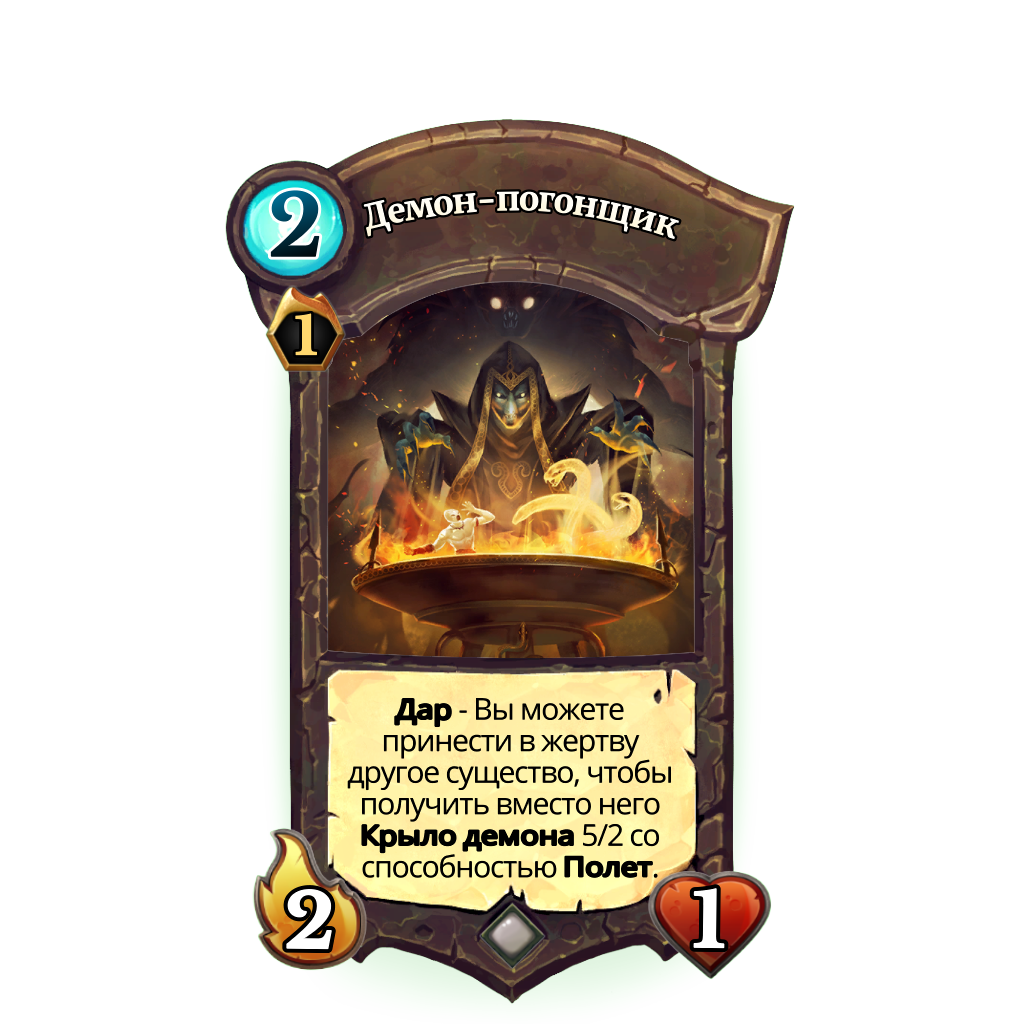 2
Демон-погонщик
1
Дар - Вы можете
принести в жертву
другое существо, чтобы
получить вместо него
Крыло демона 5/2 со
способностью Полет.
2
1